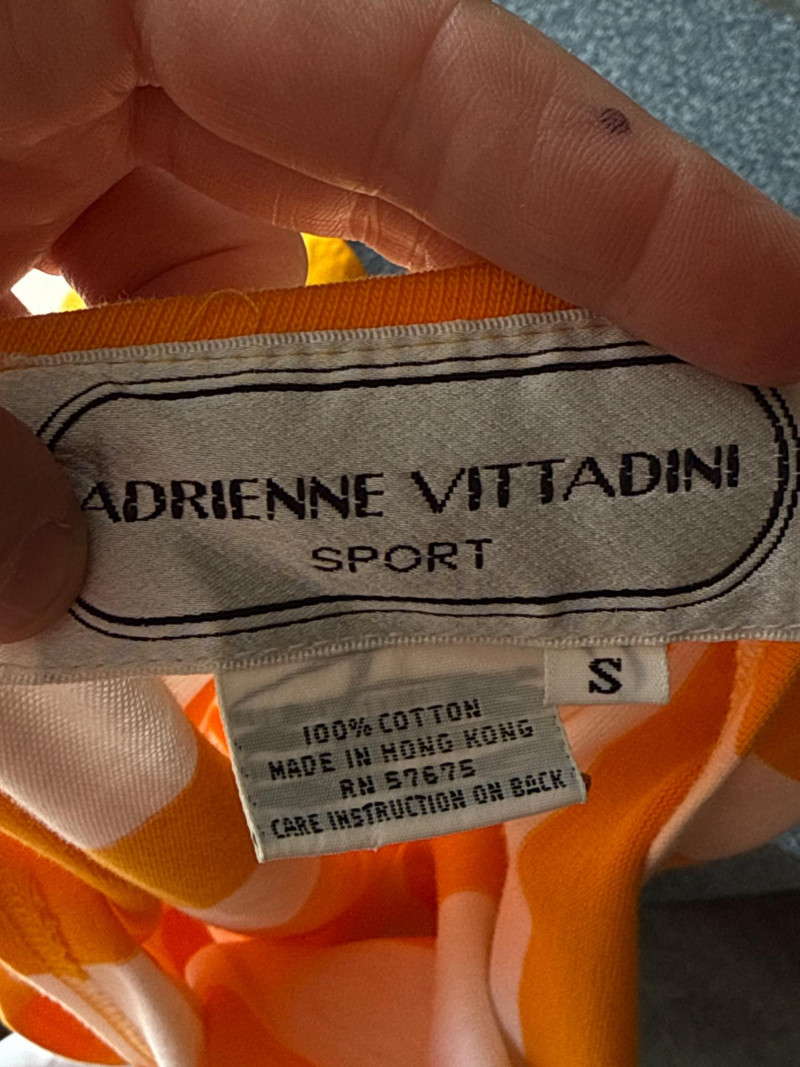 ADRIENNE VITTADINI
SPORT
S
100% COTTON
MADE IN HONG KONG
RN 57675
CARE INSTRUCTION ON BACK